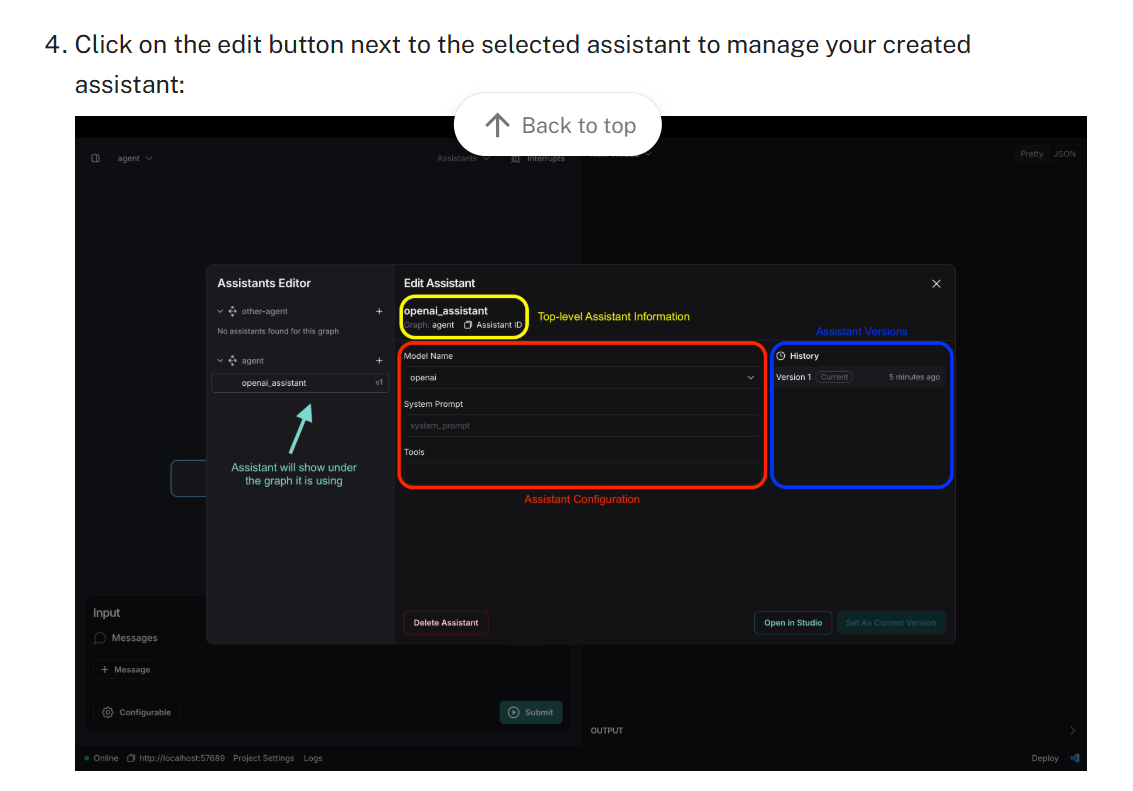 4. Click on the edit button next to the selected assistant to manage your created
assistant:
Back to top
agent
Assistants
Interrupts
Pretty JSON
Assistants Editor
other-agent +
No assistants found for this graph
agent +
openai_assistant v1
Assistant will show under
the graph it is using
Edit Assistant
openai_assistant
Graph: agent Assistant ID
Top-level Assistant Information
Assistant Versions
Model Name
openai
System Prompt
system_prompt
Tools
Assistant Configuration
History
Version 1 Current 5 minutes ago
Delete Assistant
Open in Studio
Set As Current Version
Input
Messages
+ Message
Configurable
Submit
OUTPUT
Online http://localhost:57689 Project Settings Logs
Deploy